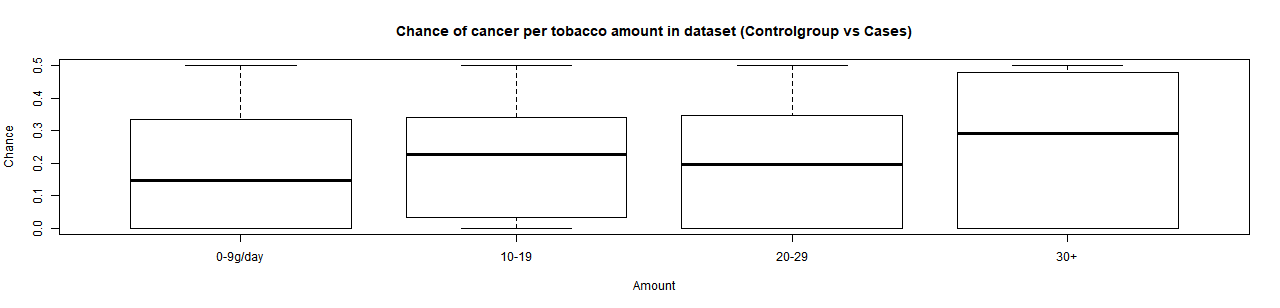 Chance of cancer per tobacco amount in dataset (Controlgroup vs Cases)
Chance
0.5
0.4
0.3
0.2
0.1
0.0
0-9g/day
10-19
20-29
30+
Amount